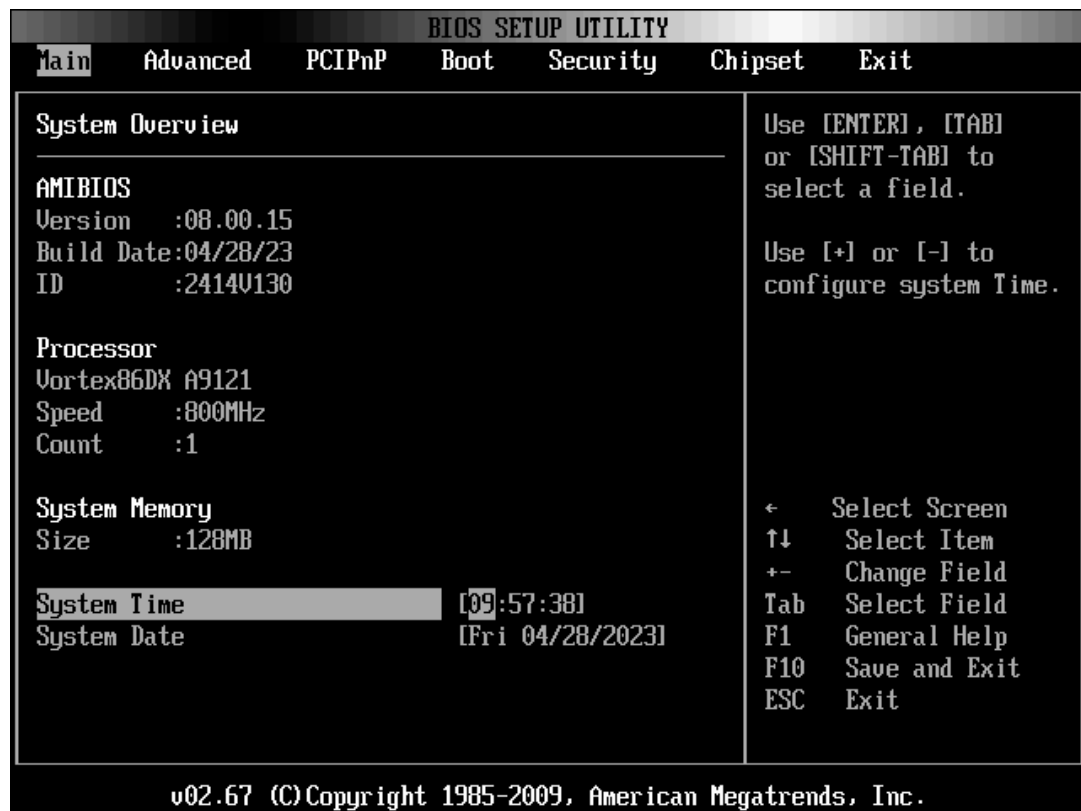 BIOS SETUP UTILITY
Main Advanced PCIPnP Boot Security Chipset Exit
System Overview
AMIBIOS
Version :08.00.15
Build Date:04/28/23
ID :2414V130
Processor
Vortex86DX A9121
Speed :800MHz
Count :1
System Memory
Size :128MB
System Time [09:57:38]
System Date [Fri 04/28/2023]
Use [ENTER], [TAB]
or [SHIFT-TAB] to
select a field.
Use [+] or [-] to
configure system Time.
← Select Screen
↑↓ Select Item
+- Change Field
Tab Select Field
F1 General Help
F10 Save and Exit
ESC Exit
v02.67 (C)Copyright 1985-2009, American Megatrends, Inc.